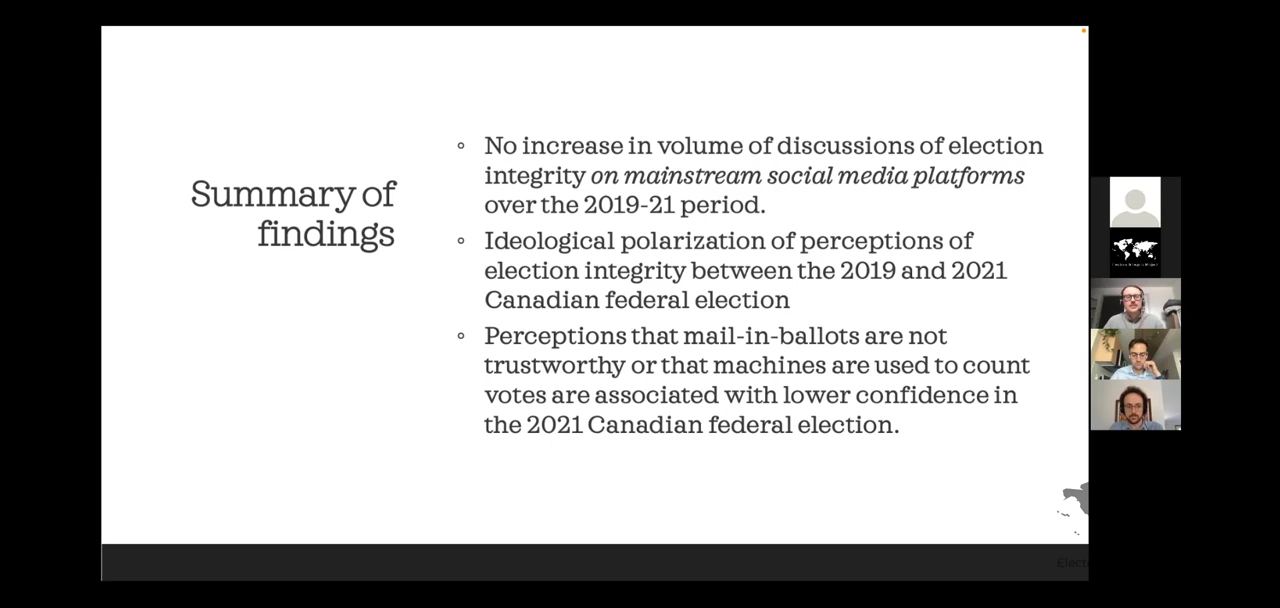 Summary of
findings
◦ No increase in volume of discussions of election
integrity on mainstream social media platforms
over the 2019-21 period.
◦ Ideological polarization of perceptions of
election integrity between the 2019 and 2021
Canadian federal election
◦ Perceptions that mail-in-ballots are not
trustworthy or that machines are used to count
votes are associated with lower confidence in
the 2021 Canadian federal election.